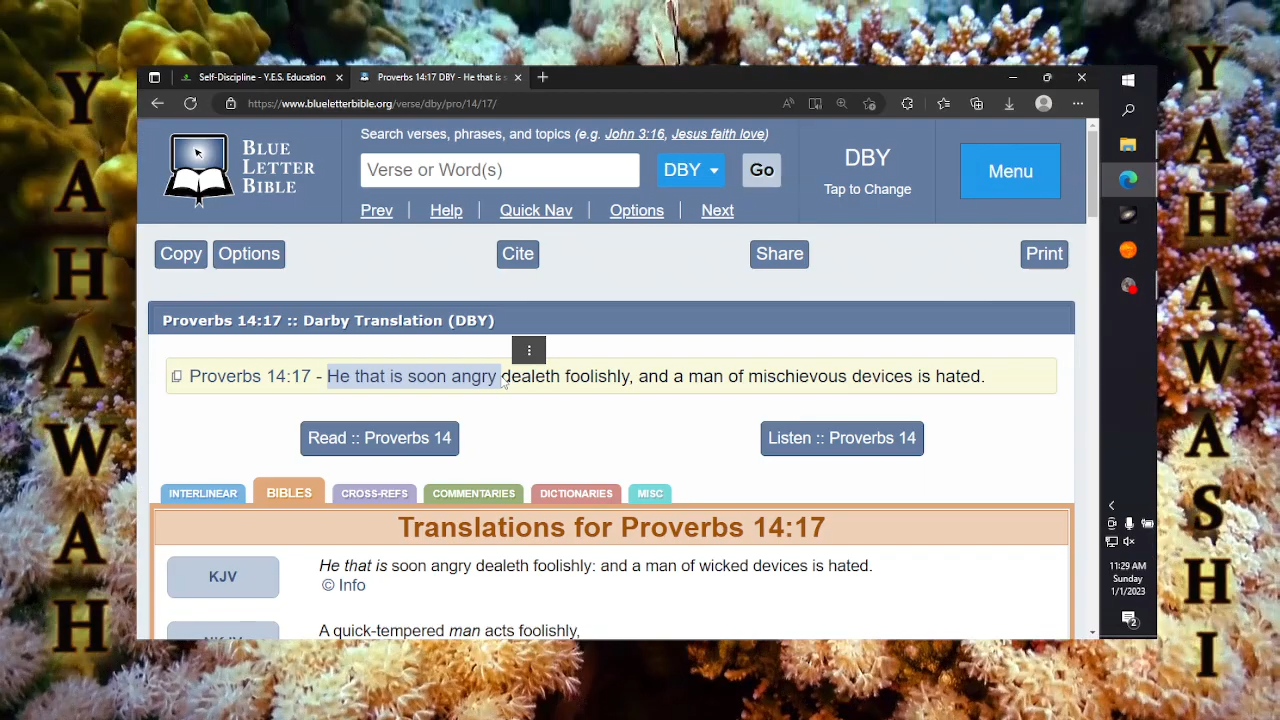 YAHAWAH
Self-Discipline - Y.E.S. Education
Proverbs 14:17 DBY - He that is s
https://www.blueletterbible.org/verse/dby/pro/14/17/
BLUE
LETTER
BIBLE
Search verses, phrases, and topics (e.g. John 3:16, Jesus faith love)
Verse or Word(s)
DBY
Go
Prev
Help
Quick Nav
Options
Next
DBY
Tap to Change
Menu
Copy
Options
Cite
Share
Print
Proverbs 14:17 :: Darby Translation (DBY)
Proverbs 14:17 - He that is soon angry dealeth foolishly, and a man of mischievous devices is hated.
Read :: Proverbs 14
Listen :: Proverbs 14
INTERLINEAR
BIBLES
CROSS-REFS
COMMENTARIES
DICTIONARIES
MISC
Translations for Proverbs 14:17
KJV
He that is soon angry dealeth foolishly: and a man of wicked devices is hated.
© Info
NKJV
A quick-tempered man acts foolishly,
11:29 AM
Sunday
1/1/2023
2
YAHAWASHI